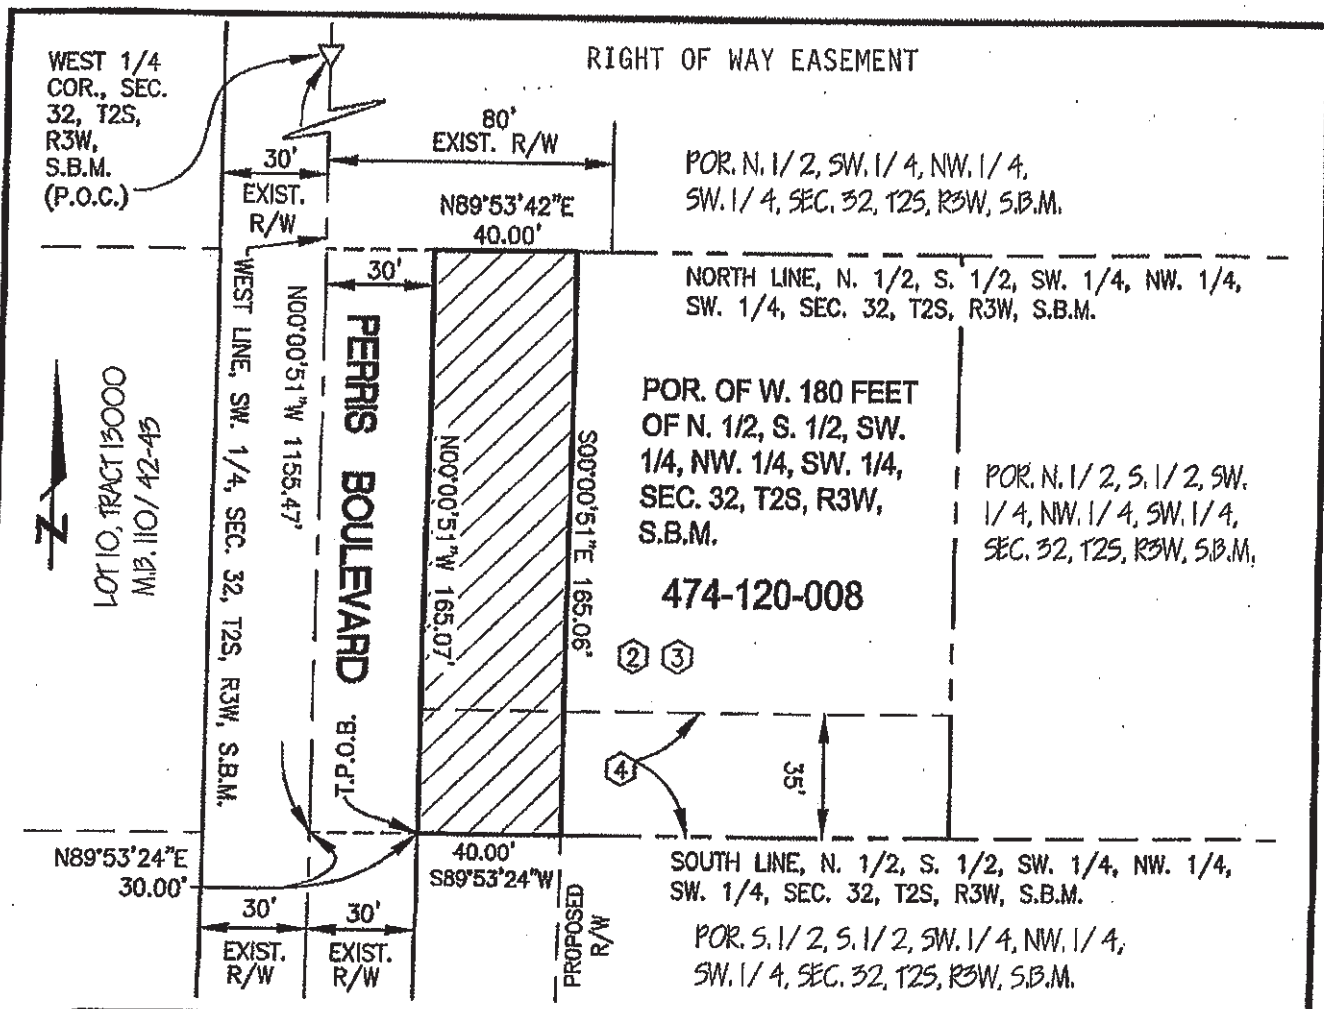 RIGHT OF WAY EASEMENT
WEST 1/4
COR., SEC.
32, T2S,
R3W,
S.B.M.
(P.O.C.)
30'
EXIST.
R/W
80'
EXIST. R/W
N89°53'42"E
40.00'
POR. N. 1/2, SW. 1/4, NW. 1/4,
SW. 1/4, SEC. 32, T2S, R3W, S.B.M.
30'
NORTH LINE, N. 1/2, S. 1/2, SW. 1/4, NW. 1/4,
SW. 1/4, SEC. 32, T2S, R3W, S.B.M.
Z
LOT 10, TRACT 13000
M.B. 110/42-43
WEST LINE, SW. 1/4, SEC. 32, T2S, R3W, S.B.M.
N00°00'51"W 1155.47'
PERRIS BOULEVARD
T.P.O.B.
N00°00'51"W 165.07'
S00°00'51"E 165.06'
POR. OF W. 180 FEET
OF N. 1/2, S. 1/2, SW.
1/4, NW. 1/4, SW. 1/4,
SEC. 32, T2S, R3W,
S.B.M.
474-120-008
2 3
POR. N. 1/2, S. 1/2, SW.
1/4, NW. 1/4, SW. 1/4,
SEC. 32, T2S, R3W, S.B.M.
4
35'
N89°53'24"E
30.00'
40.00'
S89°53'24"W
SOUTH LINE, N. 1/2, S. 1/2, SW. 1/4, NW. 1/4,
SW. 1/4, SEC. 32, T2S, R3W, S.B.M.
30'
EXIST.
R/W
30'
EXIST.
R/W
PROPOSED
R/W
POR. S. 1/2, S. 1/2, SW. 1/4, NW. 1/4,
SW. 1/4, SEC. 32, T2S, R3W, S.B.M.